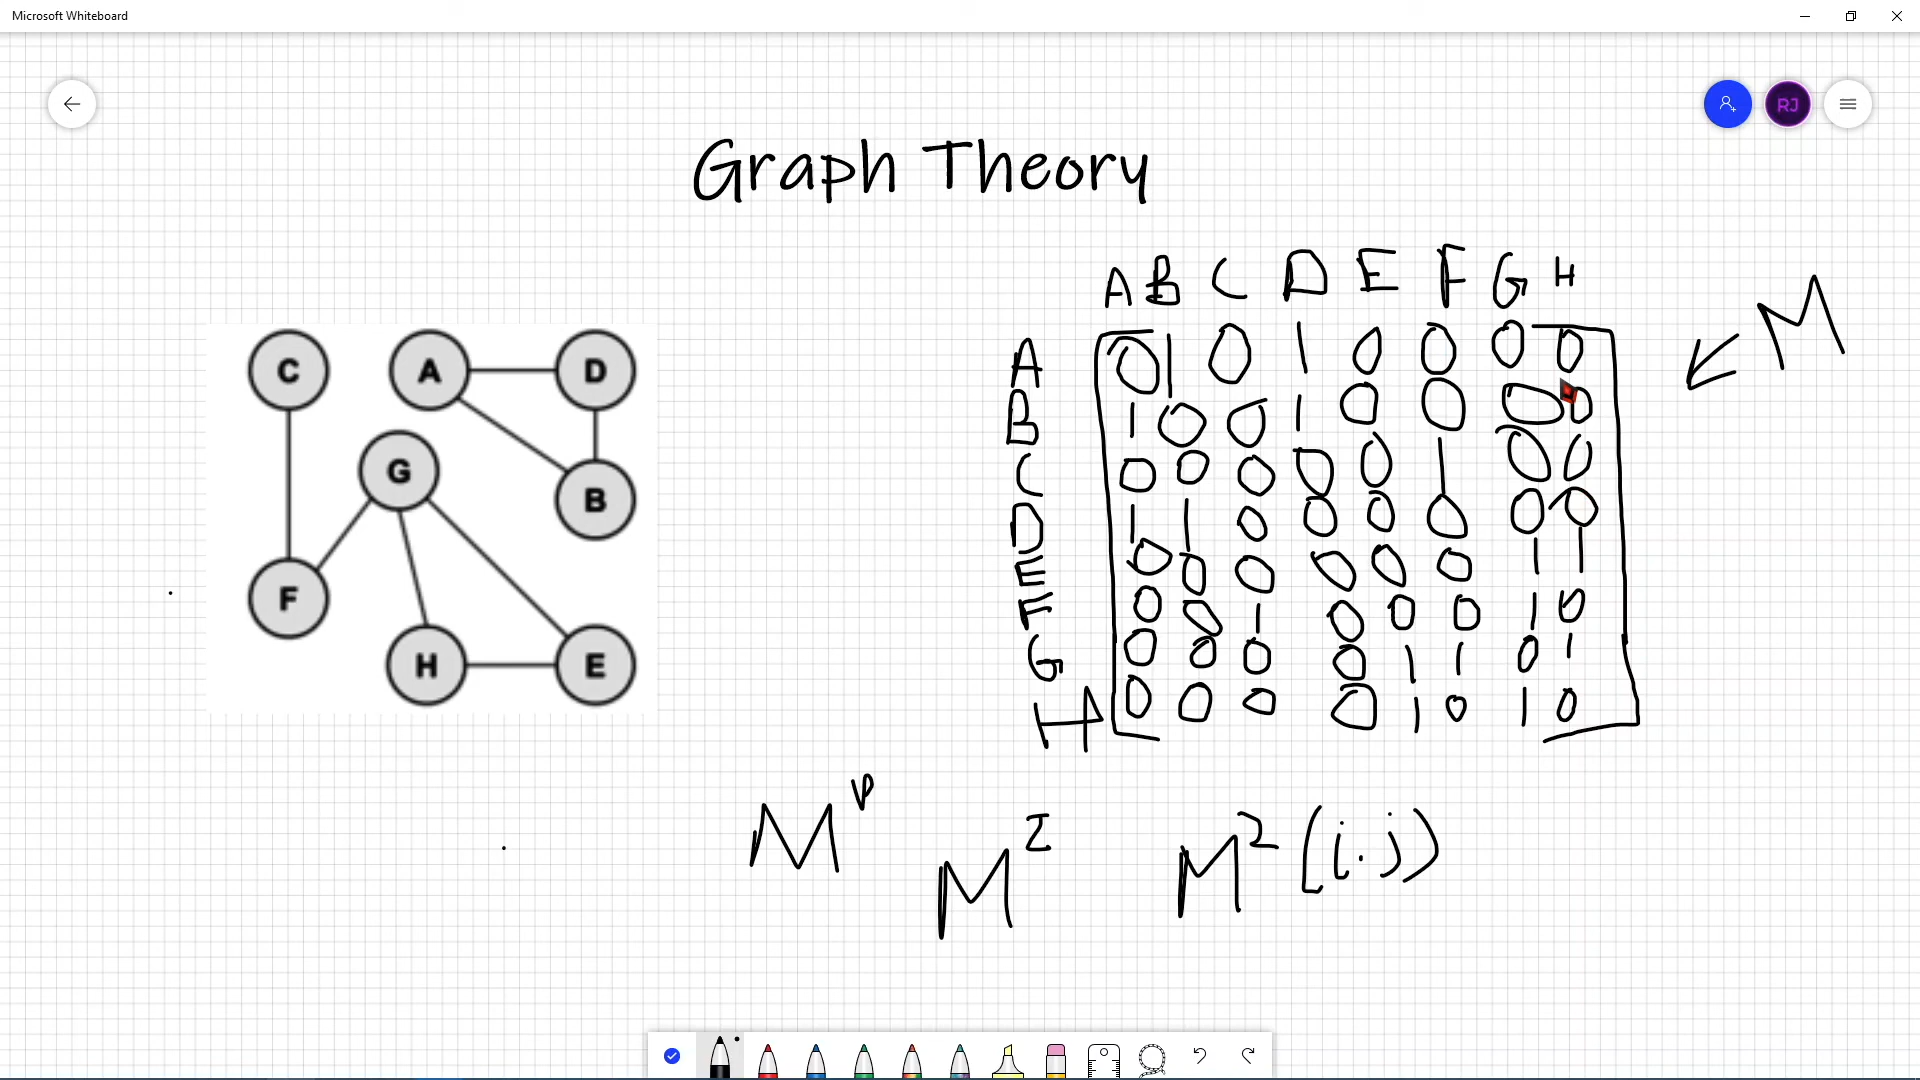 Microsoft Whiteboard
RJ
Graph Theory
A B C D E F G H
A 0 1 0 1 0 0 0 0
B 1 0 0 1 0 0 0 0
C 0 0 0 0 0 1 0 0
D 1 1 0 0 0 0 0 0
E 0 0 0 0 0 0 1 1
F 0 0 1 0 0 0 1 0
G 0 0 0 0 1 1 0 1
H 0 0 0 0 1 0 1 0
M
C A D
G
B
F
H E
M^p
M^2 M^2 (i.j)